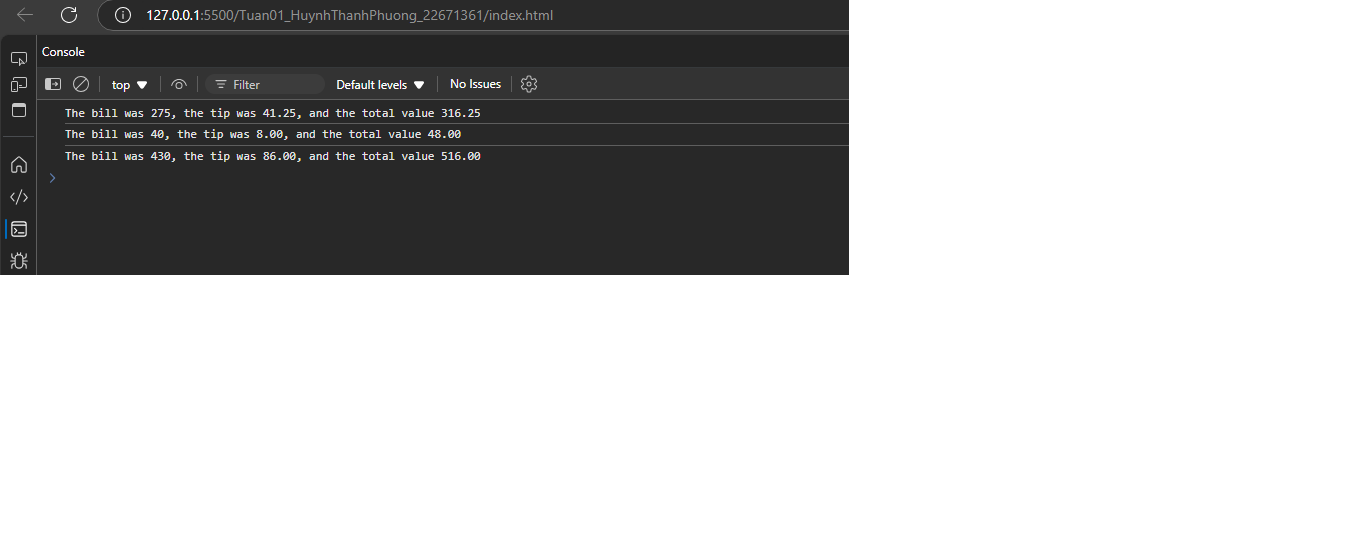 127.0.0.1:5500/Tuan01_HuynhThanhPhuong_22671361/index.html
Console
top Filter Default levels No Issues
The bill was 275, the tip was 41.25, and the total value 316.25
The bill was 40, the tip was 8.00, and the total value 48.00
The bill was 430, the tip was 86.00, and the total value 516.00